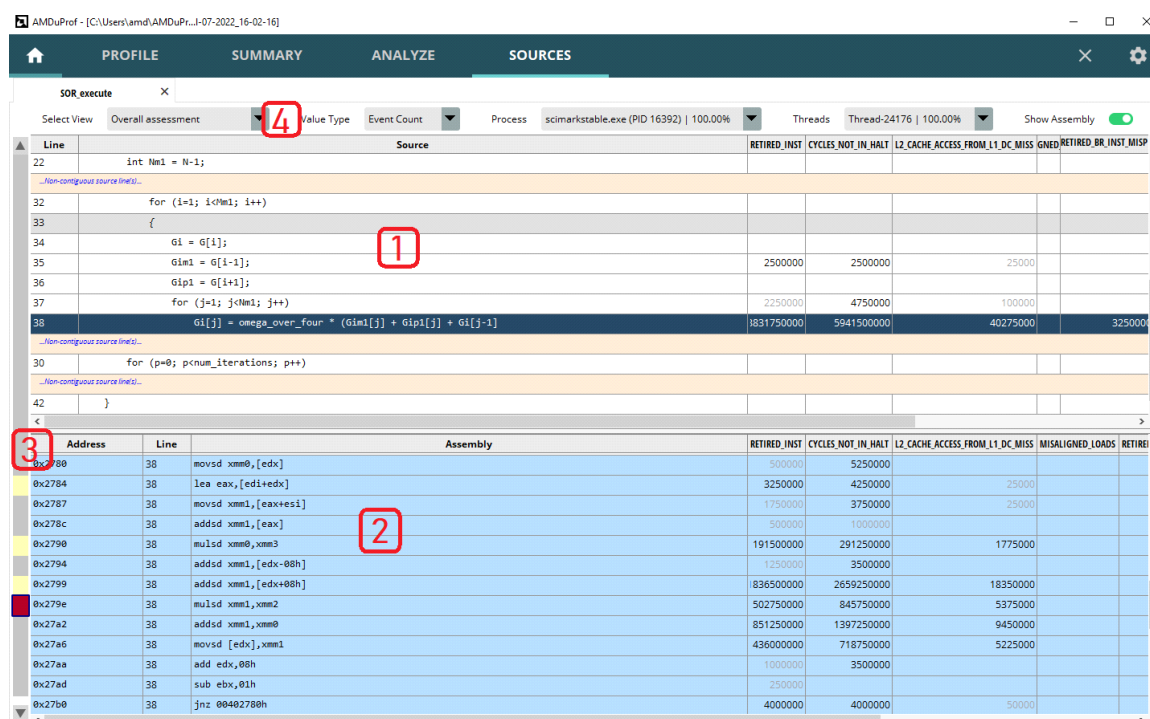 AMDuProf - [C:\Users\amd\AMDuPr...I-07-2022_16-02-16]
PROFILE SUMMARY ANALYZE SOURCES
SOR_execute
Select View Overall assessment 4 Value Type Event Count Process scimarkstable.exe (PID 16392) | 100.00% Threads Thread-24176 | 100.00% Show Assembly
Line Source RETIRED_INST CYCLES_NOT_IN_HALT L2_CACHE_ACCESS_FROM_L1_DC_MISS GNED_ RETIRED_BR_INST_MISP
22 int Nm1 = N-1;
...Non-contiguous source line(s)...
32 for (i=1; i<Mm1; i++)
33 {
34 Gi = G[i];
1
35 Gim1 = G[i-1]; 2500000 2500000 25000
36 Gip1 = G[i+1];
37 for (j=1; j<Nm1; j++) 2250000 4750000 100000
38 Gi[j] = omega_over_four * (Gim1[j] + Gip1[j] + Gi[j-1] 3831750000 5941500000 40275000 3250000
...Non-contiguous source line(s)...
30 for (p=0; p<num_iterations; p++)
...Non-contiguous source line(s)...
42 }
3 Address Line Assembly RETIRED_INST CYCLES_NOT_IN_HALT L2_CACHE_ACCESS_FROM_L1_DC_MISS MISALIGNED_LOADS RETIRE
0x2780 38 movsd xmm0,[edx] 500000 5250000
0x2784 38 lea eax,[edi+edx] 3250000 4250000 25000
0x2787 38 movsd xmm1,[eax+esi] 1750000 3750000 25000
0x278c 38 addsd xmm1,[eax] 500000 1000000
2
0x2790 38 mulsd xmm0,xmm3 191500000 291250000 1775000
0x2794 38 addsd xmm1,[edx-08h] 1250000 3500000
0x2799 38 addsd xmm1,[edx+08h] 1836500000 2659250000 18350000
0x279e 38 mulsd xmm1,xmm2 502750000 845750000 5375000
0x27a2 38 addsd xmm1,xmm0 851250000 1397250000 9450000
0x27a6 38 movsd [edx],xmm1 436000000 718750000 5225000
0x27aa 38 add edx,08h 1000000 3500000
0x27ad 38 sub ebx,01h 250000
0x27b0 38 jnz 00402780h 4000000 4000000 50000